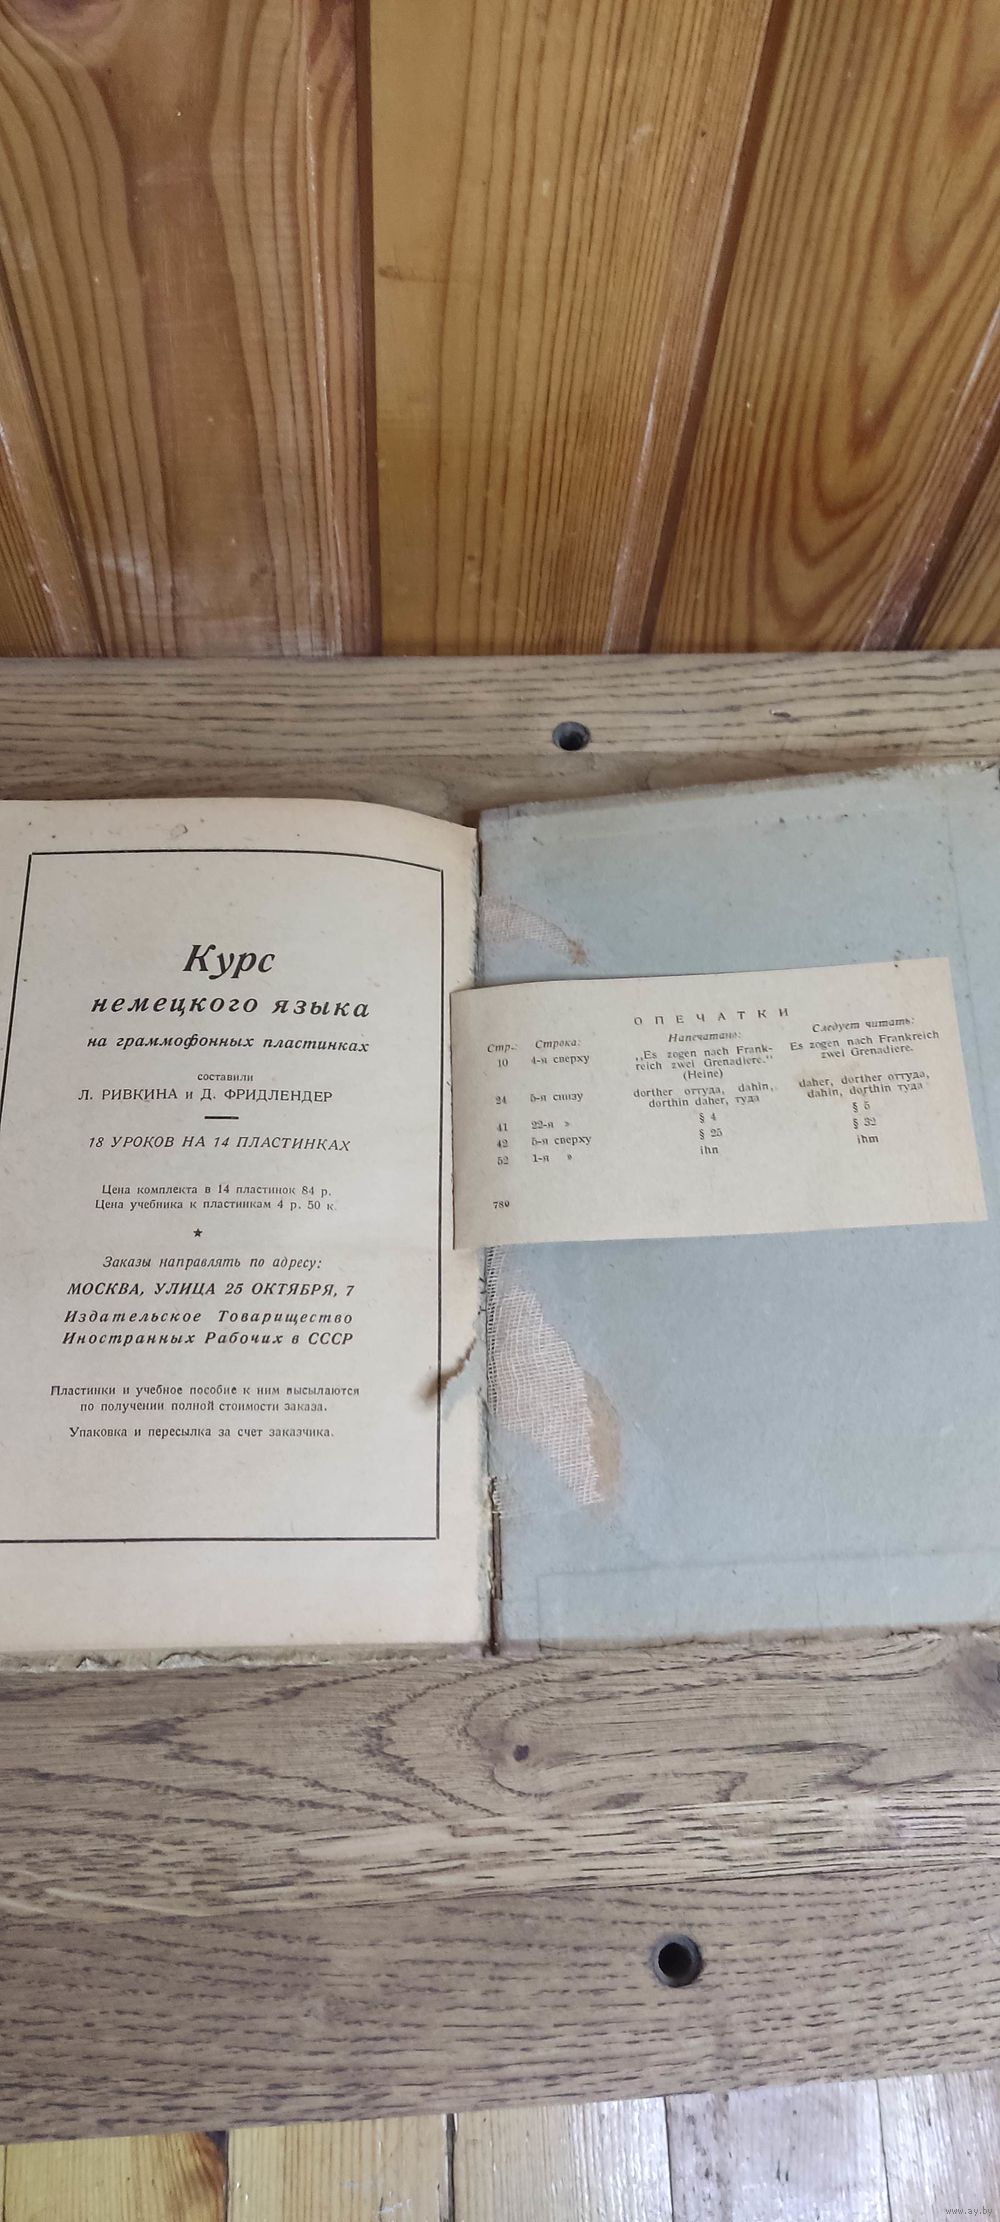 Курс
немецкого языка
на граммофонных пластинках
составили
Л. РИВКИНА и Д. ФРИДЛЕНДЕР
18 УРОКОВ НА 14 ПЛАСТИНКАХ
Цена комплекта в 14 пластинок 84 р.
Цена учебника к пластинкам 4 р. 50 к.
Заказы направлять по адресу:
МОСКВА, УЛИЦА 25 ОКТЯБРЯ, 7
Издательское Товарищество
Иностранных Рабочих в СССР
Пластинки и учебное пособие к ним высылаются
по получении полной стоимости заказа.
Упаковка и пересылка за счет заказчика.
ОПЕЧАТКИ
Стр.: Строка: Напечатано: Следует читать:
10 4-я сверху „Es zogen nach Frank- Es zogen nach Frankreich
reich zwei Grenadiere." zwei Grenadiere.
(Heine)
24 5-я снизу dorther оттуда, dahin, daher, dorther оттуда,
dorthin daher, туда dahin, dorthin туда
41 22-я » § 4 § 5
42 5-я сверху § 25 § 32
52 1-я » ihn ihm
780
www.ay.by